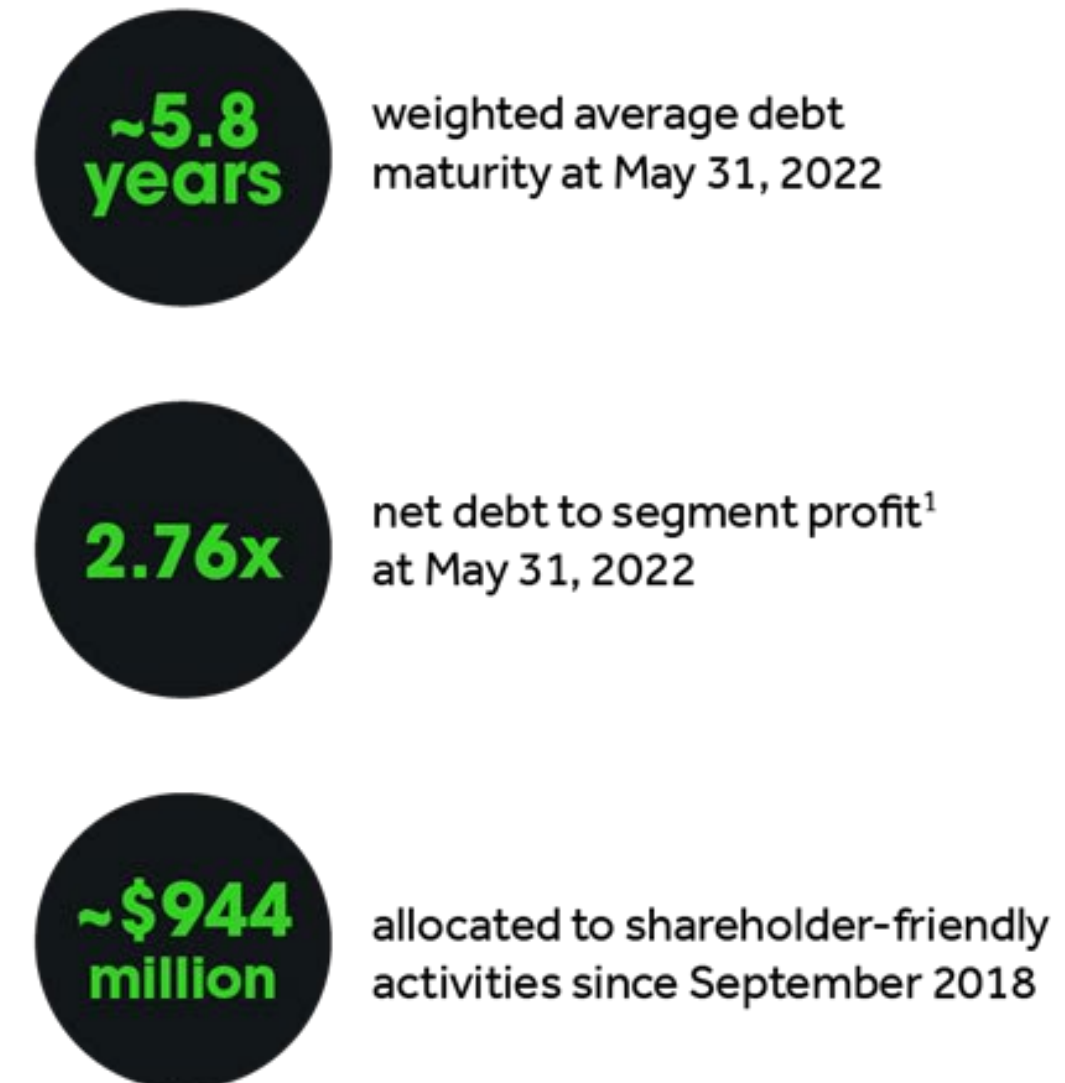 ~5.8
years
weighted average debt
maturity at May 31, 2022
2.76x
net debt to segment profit¹
at May 31, 2022
~$944
million
allocated to shareholder-friendly
activities since September 2018